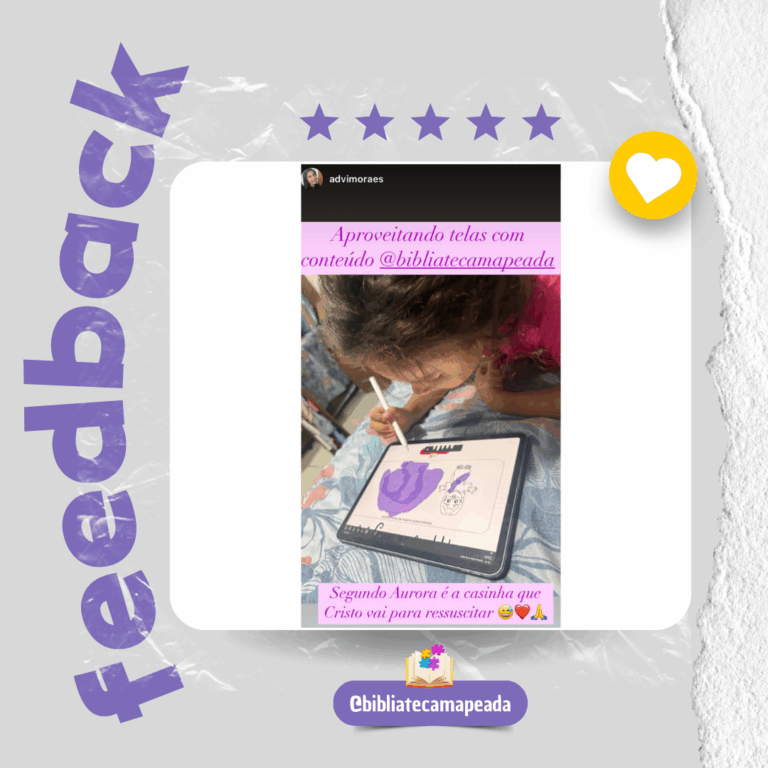 feedback
advimoraes
Aproveitando telas com
conteúdo @bibliatecamapeada
Segundo Aurora é a casinha que
Cristo vai para ressuscitar 😅❤️🙏
@bibliatecamapeada